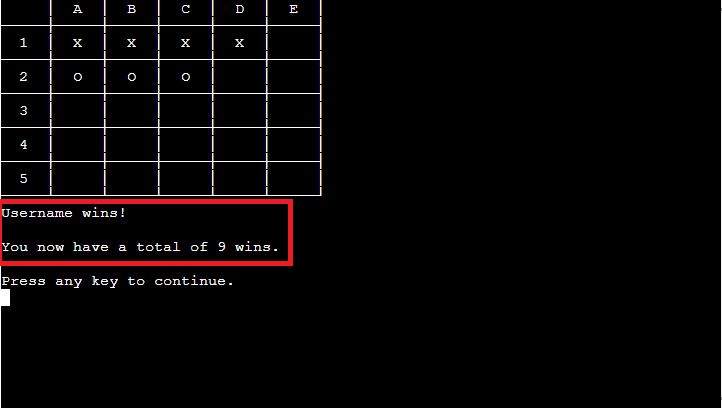 A B C D E
1 X X X X
2 O O O
3
4
5
Username wins!
You now have a total of 9 wins.
Press any key to continue.